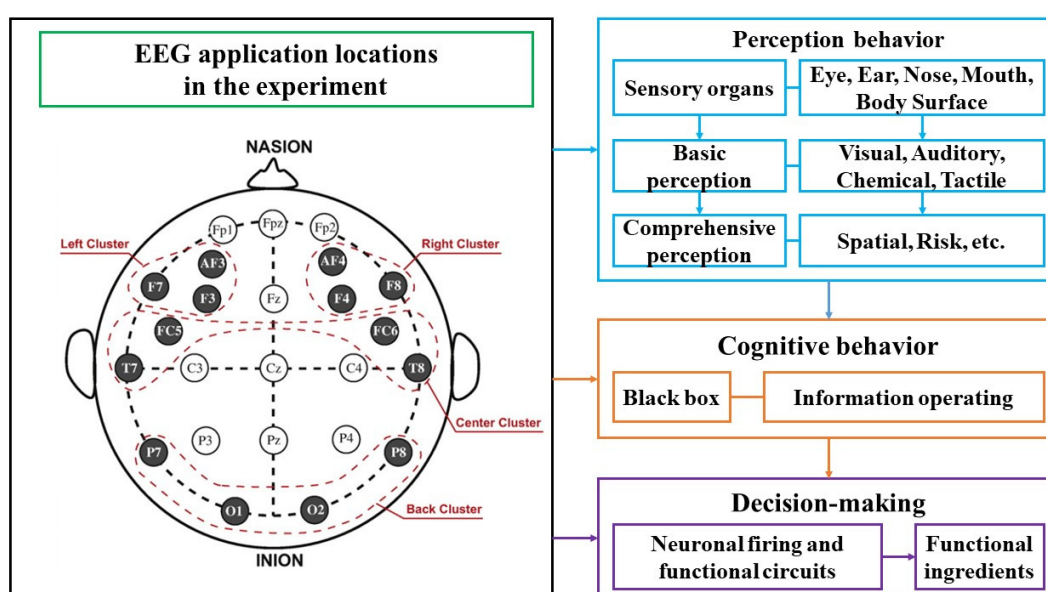 EEG application locations
in the experiment
NASION
Fp1
Fpz
Fp2
Left Cluster
Right Cluster
AF3
AF4
F7
F3
Fz
F4
F8
FC5
FC6
T7
C3
Cz
C4
T8
Center Cluster
P7
P3
Pz
P4
P8
O1
O2
Back Cluster
INION
Perception behavior
Sensory organs
Eye, Ear, Nose, Mouth,
Body Surface
Basic
perception
Visual, Auditory,
Chemical, Tactile
Comprehensive
perception
Spatial, Risk, etc.
Cognitive behavior
Black box
Information operating
Decision-making
Neuronal firing and
functional circuits
Functional
ingredients